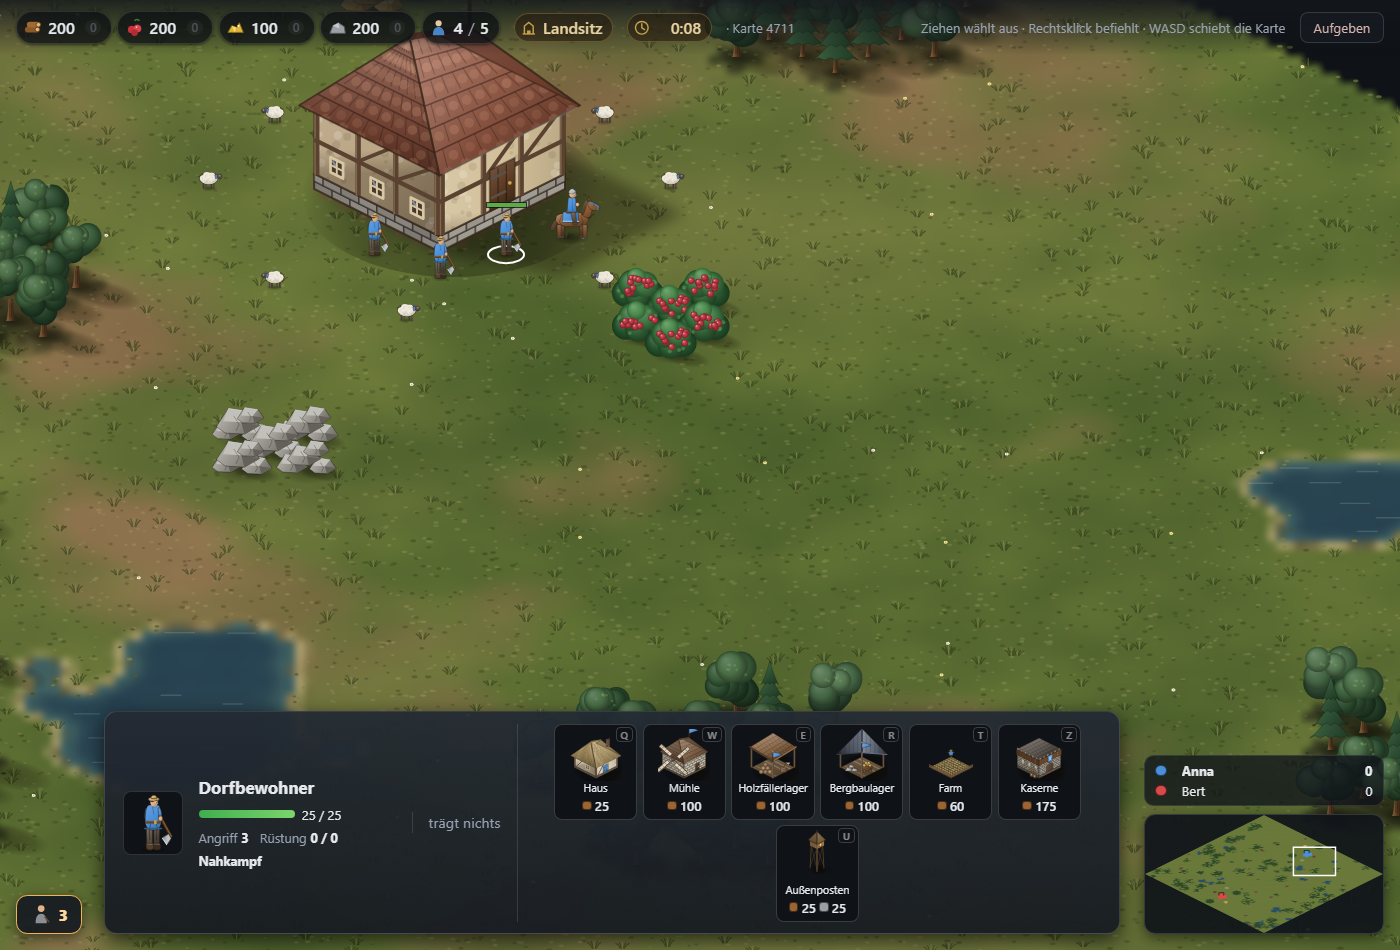 200 0 200 0 100 0 200 0 4 / 5 Landsitz 0:08 · Karte 4711 Ziehen wählt aus · Rechtsklick befiehlt · WASD schiebt die Karte Aufgeben
Q W E R T Z
Haus Mühle Holzfällerlager Bergbaulager Farm Kaserne
25 100 100 100 60 175
U
Außenposten
25 25
Dorfbewohner
25 / 25
Angriff 3 Rüstung 0 / 0
Nahkampf
trägt nichts
Anna 0
Bert 0
3